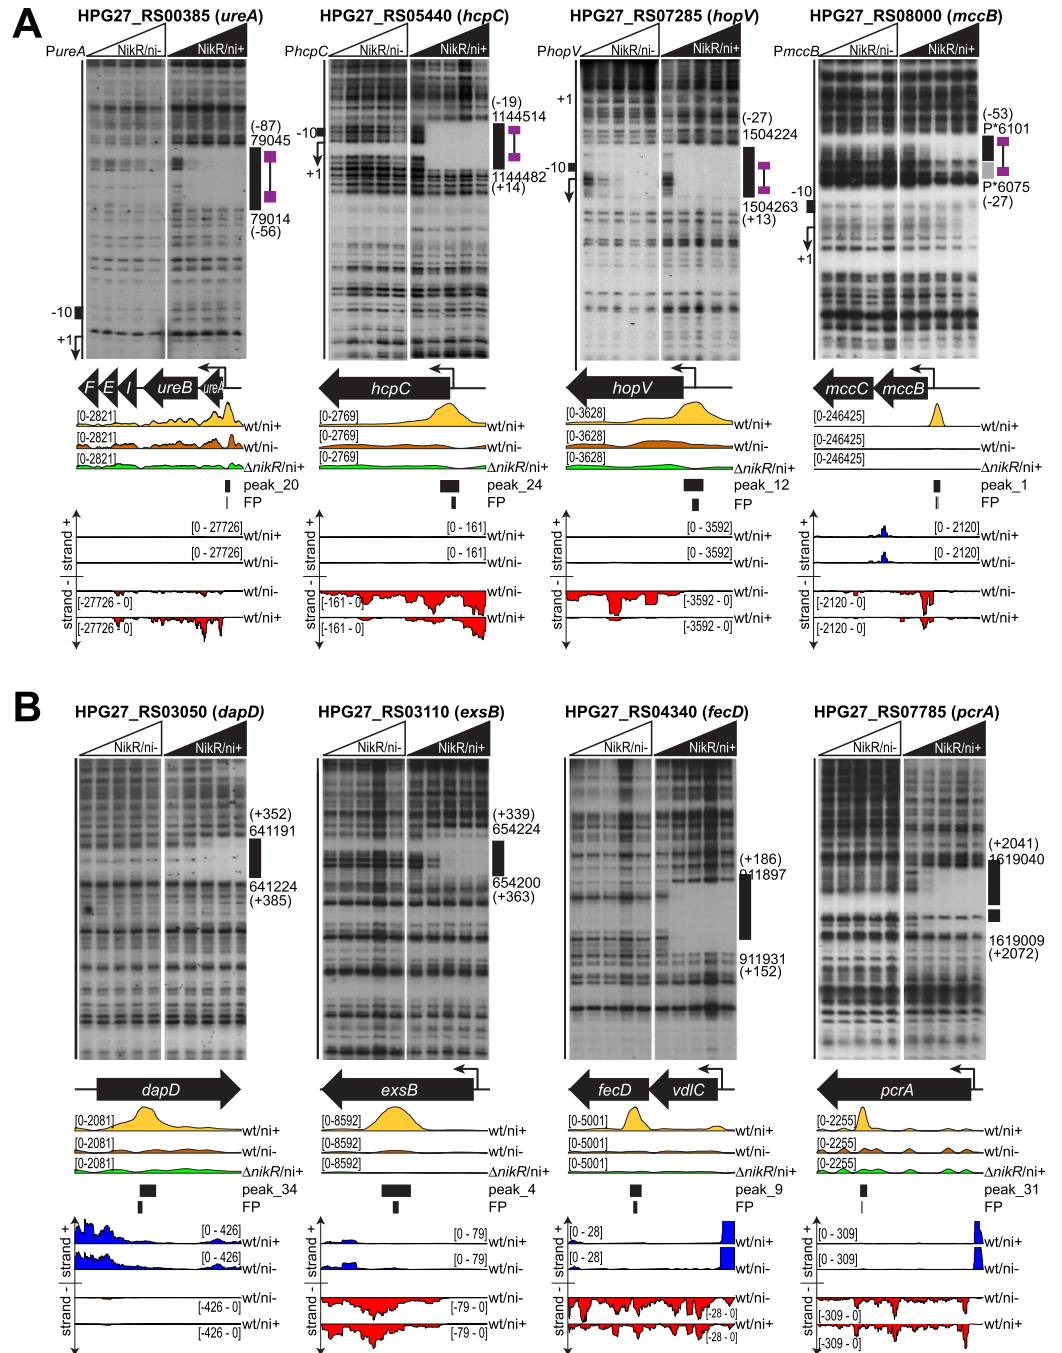 A
HPG27_RS00385 (ureA) HPG27_RS05440 (hcpC) HPG27_RS07285 (hopV) HPG27_RS08000 (mccB)
PureA NikR/ni- NikR/ni+ PhcpC NikR/ni- NikR/ni+ PhopV NikR/ni- NikR/ni+ PmccB NikR/ni- NikR/ni+
(-87)
79045
79014
(-56)
-10
+1
-10
+1
(-19)
1144514
1144482
(+14)
+1
-10
(-27)
1504224
1504263
(+13)
-10
+1
(-53)
P*6101
P*6075
(-27)
F E I ureB ureA hcpC hopV mccC mccB
[0-2821] wt/ni+ [0-2769] wt/ni+ [0-3628] wt/ni+ [0-246425] wt/ni+
[0-2821] wt/ni- [0-2769] wt/ni- [0-3628] wt/ni- [0-246425] wt/ni-
[0-2821] ΔnikR/ni+ [0-2769] ΔnikR/ni+ [0-3628] ΔnikR/ni+ [0-246425] ΔnikR/ni+
peak_20 peak_24 peak_12 peak_1
FP FP FP FP
strand + [0 - 27726] wt/ni+ strand + [0 - 161] wt/ni+ strand + [0 - 3592] wt/ni+ strand + [0 - 2120] wt/ni+
[0 - 27726] wt/ni- [0 - 161] wt/ni- [0 - 3592] wt/ni- [0 - 2120] wt/ni-
strand - [-27726 - 0] wt/ni- strand - [-161 - 0] wt/ni- strand - [-3592 - 0] wt/ni- strand - [-2120 - 0] wt/ni-
[-27726 - 0] wt/ni+ [-161 - 0] wt/ni+ [-3592 - 0] wt/ni+ [-2120 - 0] wt/ni+
B
HPG27_RS03050 (dapD) HPG27_RS03110 (exsB) HPG27_RS04340 (fecD) HPG27_RS07785 (pcrA)
NikR/ni- NikR/ni+ NikR/ni- NikR/ni+ NikR/ni- NikR/ni+ NikR/ni- NikR/ni+
(+352)
641191
641224
(+385)
(+339)
654224
654200
(+363)
(+186)
911897
911931
(+152)
(+2041)
1619040
1619009
(+2072)
dapD exsB fecD vdlC pcrA
[0-2081] wt/ni+ [0-8592] wt/ni+ [0-5001] wt/ni+ [0-2255] wt/ni+
[0-2081] wt/ni- [0-8592] wt/ni- [0-5001] wt/ni- [0-2255] wt/ni-
[0-2081] ΔnikR/ni+ [0-8592] ΔnikR/ni+ [0-5001] ΔnikR/ni+ [0-2255] ΔnikR/ni+
peak_34 peak_4 peak_9 peak_31
FP FP FP FP
strand + [0 - 426] wt/ni+ strand + [0 - 79] wt/ni+ strand + [0 - 28] wt/ni+ strand + [0 - 309] wt/ni+
[0 - 426] wt/ni- [0 - 79] wt/ni- [0 - 28] wt/ni- [0 - 309] wt/ni-
strand - [-426 - 0] wt/ni- strand - [-79 - 0] wt/ni- strand - [-28 - 0] wt/ni- strand - [-309 - 0] wt/ni-
[-426 - 0] wt/ni+ [-79 - 0] wt/ni+ [-28 - 0] wt/ni+ [-309 - 0] wt/ni+